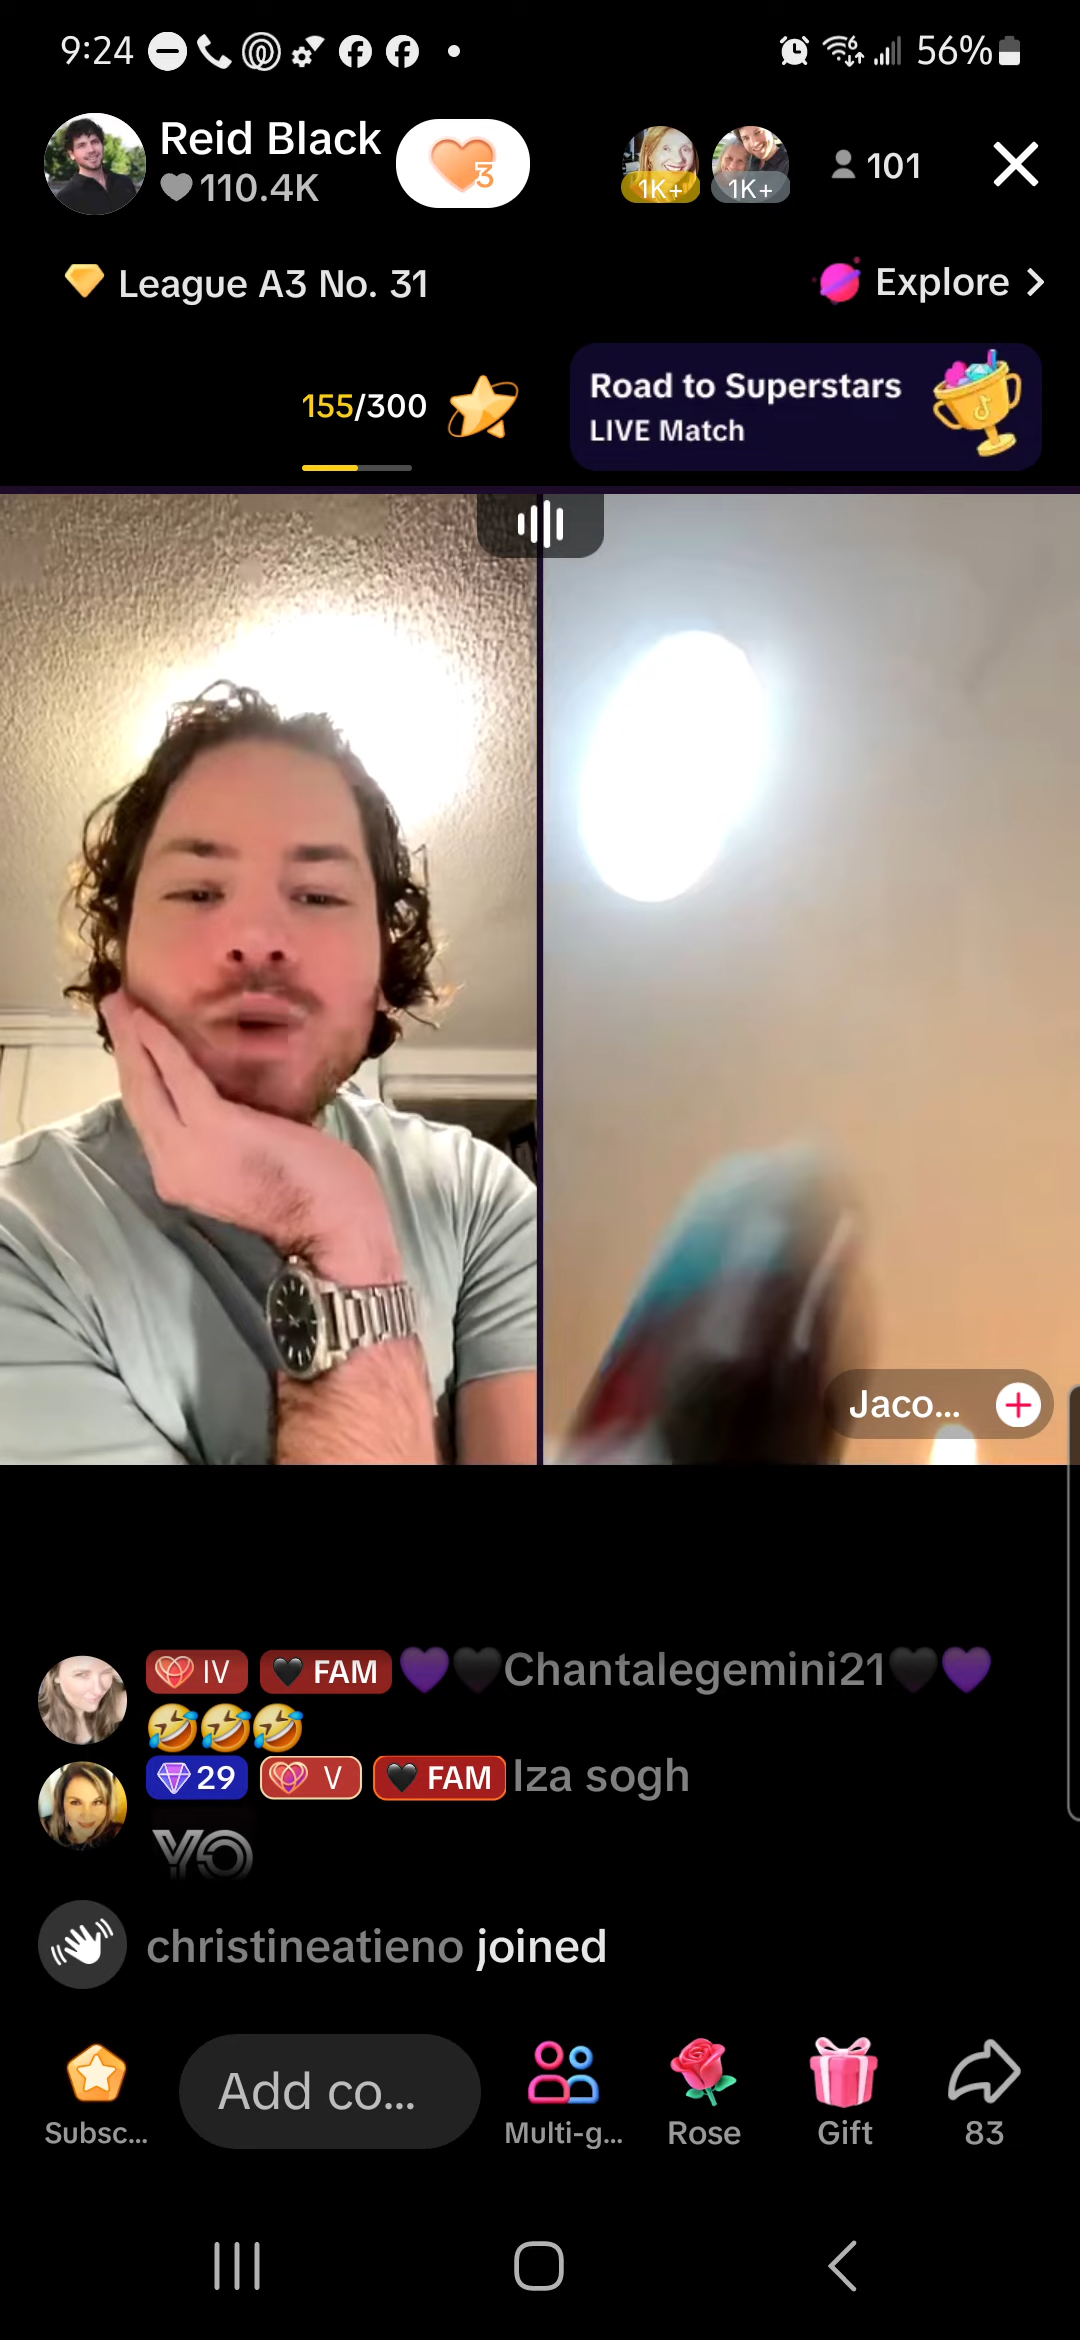 9:24 56%
Reid Black
110.4K
3
1K+ 1K+
101
League A3 No. 31
Explore
155/300
Road to Superstars
LIVE Match
Jaco...
IV FAM Chantalegemini21
29 V FAM Iza sogh
YO
christineatieno joined
Add co...
Subsc... Multi-g... Rose Gift 83